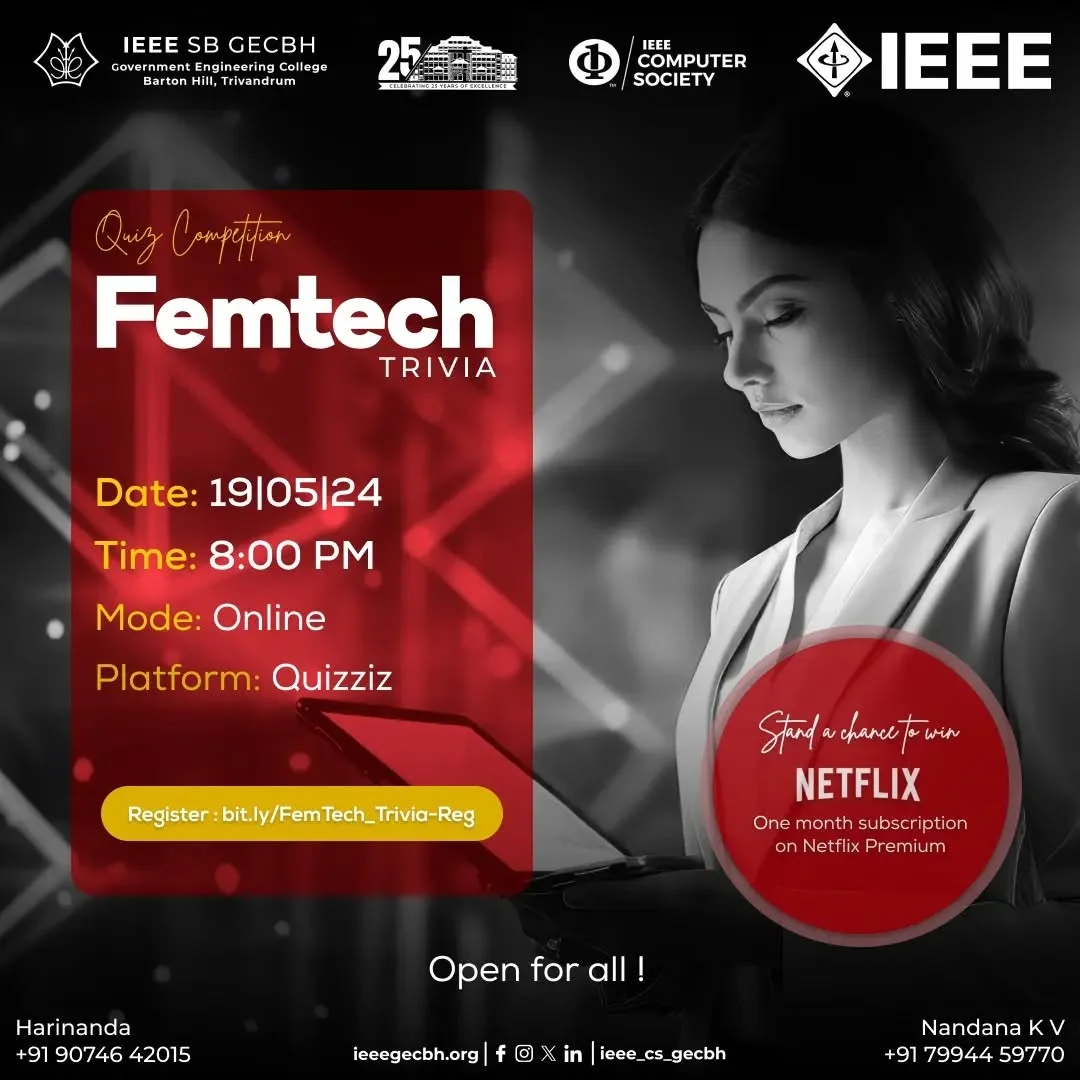 IEEE SB GECBH
Government Engineering College
Barton Hill, Trivandrum
25
CELEBRATING 25 YEARS OF EXCELLENCE
IEEE
COMPUTER
SOCIETY
TM
IEEE
®
Quiz Competition
Femtech
TRIVIA
Date: 19|05|24
Time: 8:00 PM
Mode: Online
Platform: Quizziz
Register : bit.ly/FemTech_Trivia-Reg
Stand a chance to win
NETFLIX
One month subscription
on Netflix Premium
Open for all !
Harinanda
+91 90746 42015
ieeegecbh.org | f X in | ieee_cs_gecbh
Nandana K V
+91 79944 59770